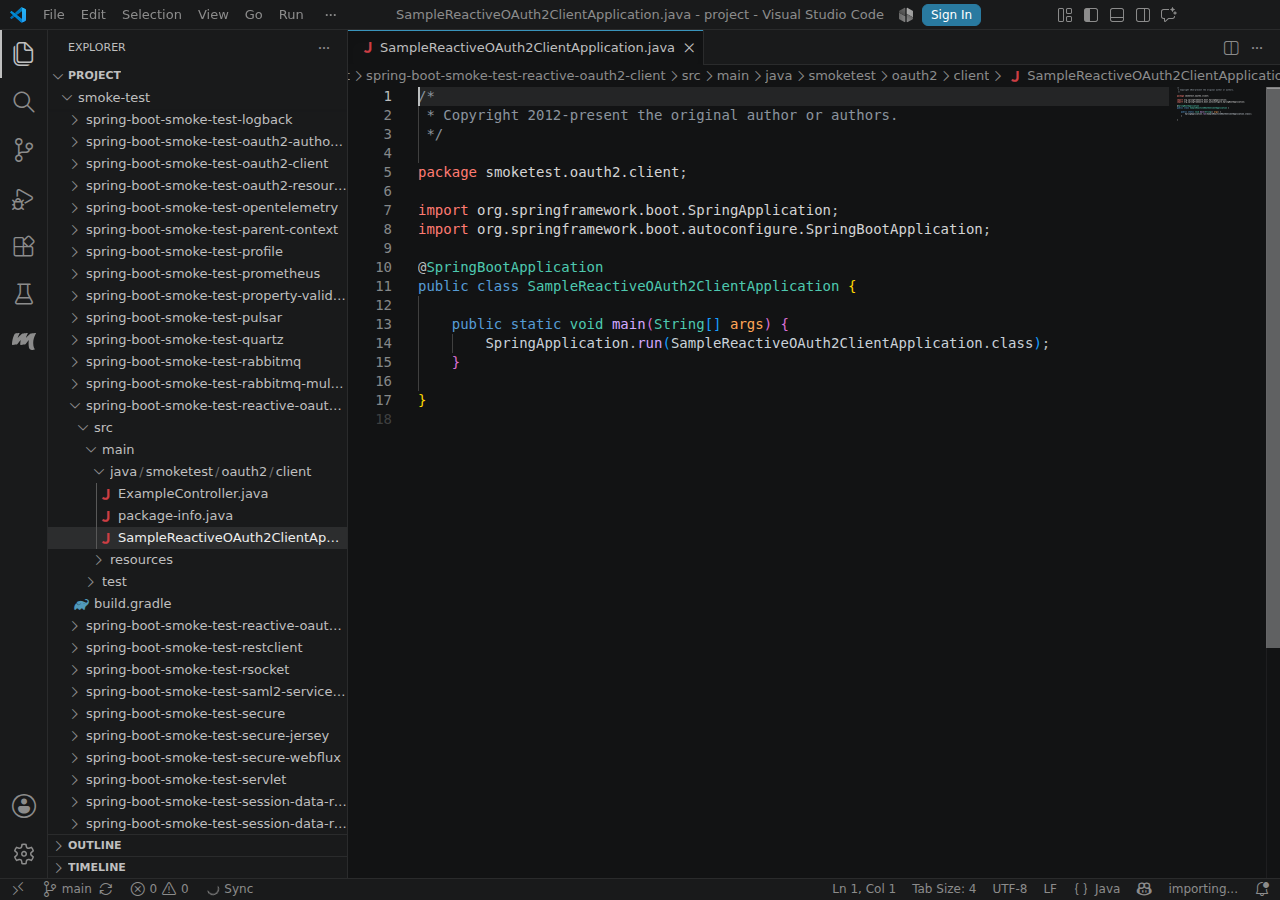 File Edit Selection View Go Run ··· SampleReactiveOAuth2ClientApplication.java - project - Visual Studio Code Sign In
EXPLORER ···
PROJECT
smoke-test
spring-boot-smoke-test-logback
spring-boot-smoke-test-oauth2-autho...
spring-boot-smoke-test-oauth2-client
spring-boot-smoke-test-oauth2-resour...
spring-boot-smoke-test-opentelemetry
spring-boot-smoke-test-parent-context
spring-boot-smoke-test-profile
spring-boot-smoke-test-prometheus
spring-boot-smoke-test-property-valid...
spring-boot-smoke-test-pulsar
spring-boot-smoke-test-quartz
spring-boot-smoke-test-rabbitmq
spring-boot-smoke-test-rabbitmq-mul...
spring-boot-smoke-test-reactive-oaut...
src
main
java/smoketest/oauth2/client
ExampleController.java
package-info.java
SampleReactiveOAuth2ClientAp...
resources
test
build.gradle
spring-boot-smoke-test-reactive-oaut...
spring-boot-smoke-test-restclient
spring-boot-smoke-test-rsocket
spring-boot-smoke-test-saml2-service...
spring-boot-smoke-test-secure
spring-boot-smoke-test-secure-jersey
spring-boot-smoke-test-secure-webflux
spring-boot-smoke-test-servlet
spring-boot-smoke-test-session-data-r...
spring-boot-smoke-test-session-data-r...
OUTLINE
TIMELINE
SampleReactiveOAuth2ClientApplication.java
spring-boot-smoke-test-reactive-oauth2-client > src > main > java > smoketest > oauth2 > client > SampleReactiveOAuth2ClientApplicatio
1 /*
2  * Copyright 2012-present the original author or authors.
3  */
4
5 package smoketest.oauth2.client;
6
7 import org.springframework.boot.SpringApplication;
8 import org.springframework.boot.autoconfigure.SpringBootApplication;
9
10 @SpringBootApplication
11 public class SampleReactiveOAuth2ClientApplication {
12
13     public static void main(String[] args) {
14         SpringApplication.run(SampleReactiveOAuth2ClientApplication.class);
15     }
16
17 }
18
main 0 0 Sync Ln 1, Col 1 Tab Size: 4 UTF-8 LF { } Java importing...